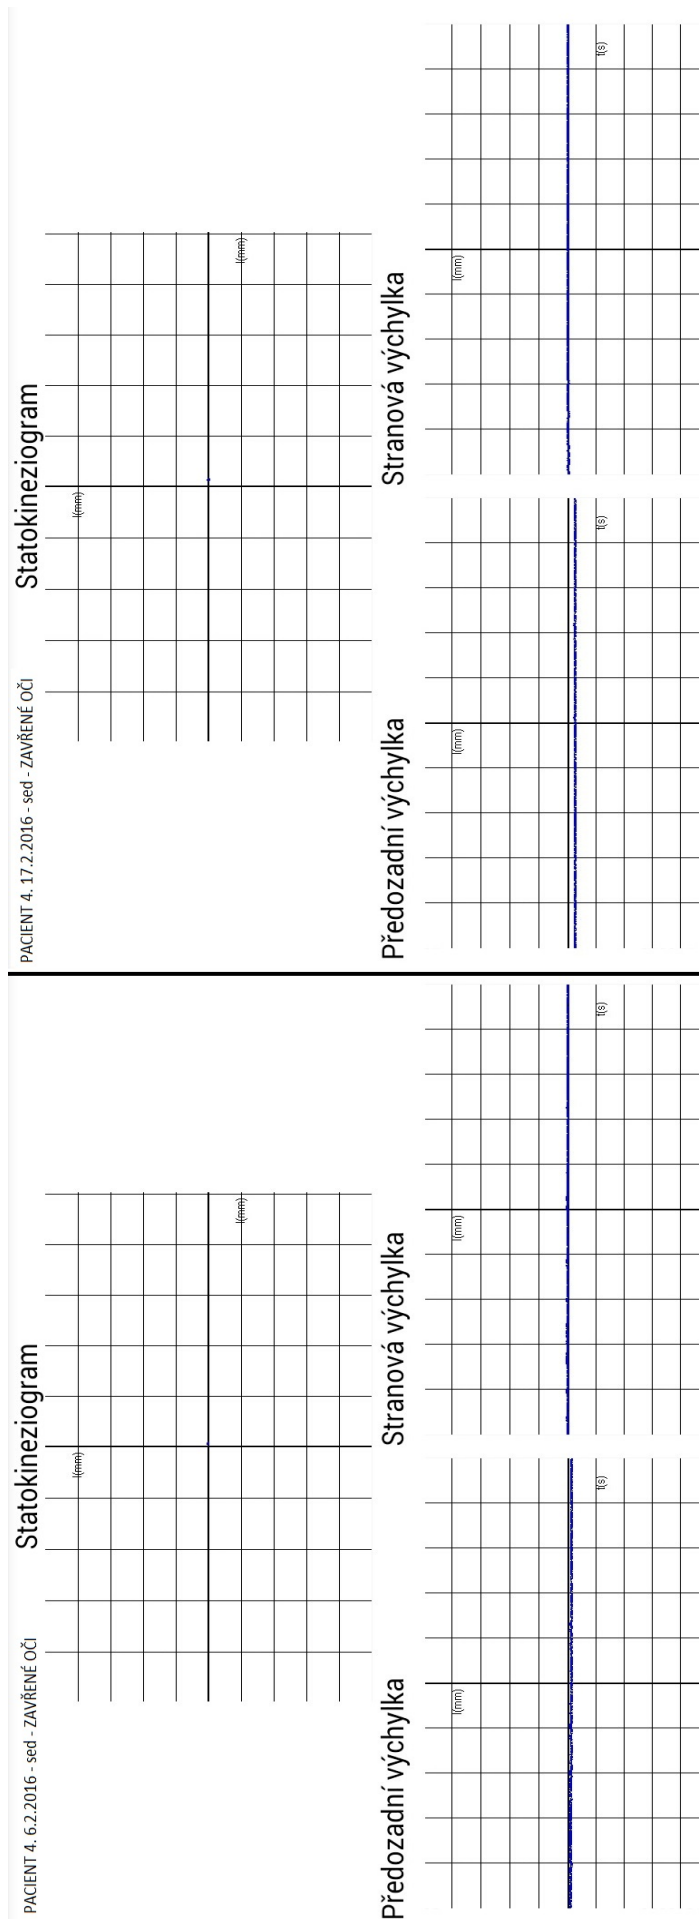 PACIENT 4. 6.2.2016 - sed - ZAVŘENÉ OČI
Statokineziogram
l(mm)
l(mm)
Předozadní výchylka
l(mm)
t(s)
Stranová výchylka
l(mm)
t(s)
PACIENT 4. 17.2.2016 - sed - ZAVŘENÉ OČI
Statokineziogram
l(mm)
l(mm)
Předozadní výchylka
l(mm)
t(s)
Stranová výchylka
l(mm)
t(s)